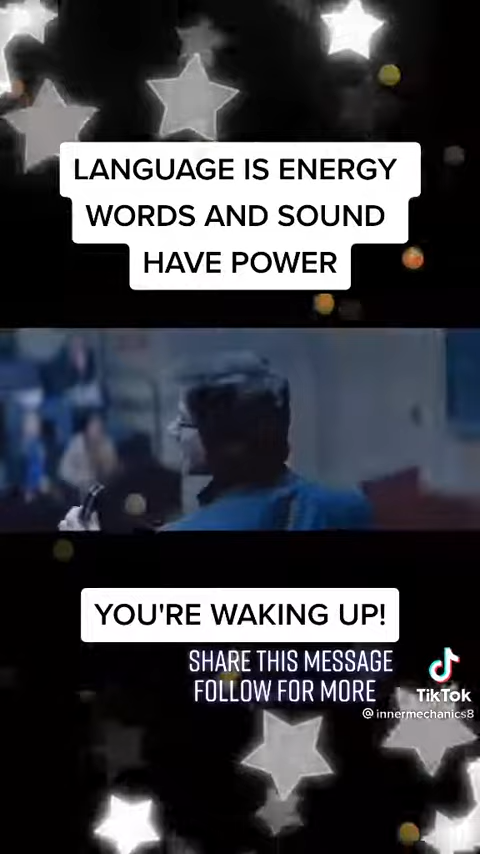 LANGUAGE IS ENERGY
WORDS AND SOUND
HAVE POWER
YOU'RE WAKING UP!
SHARE THIS MESSAGE
FOLLOW FOR MORE
TikTok
@innermechanics8